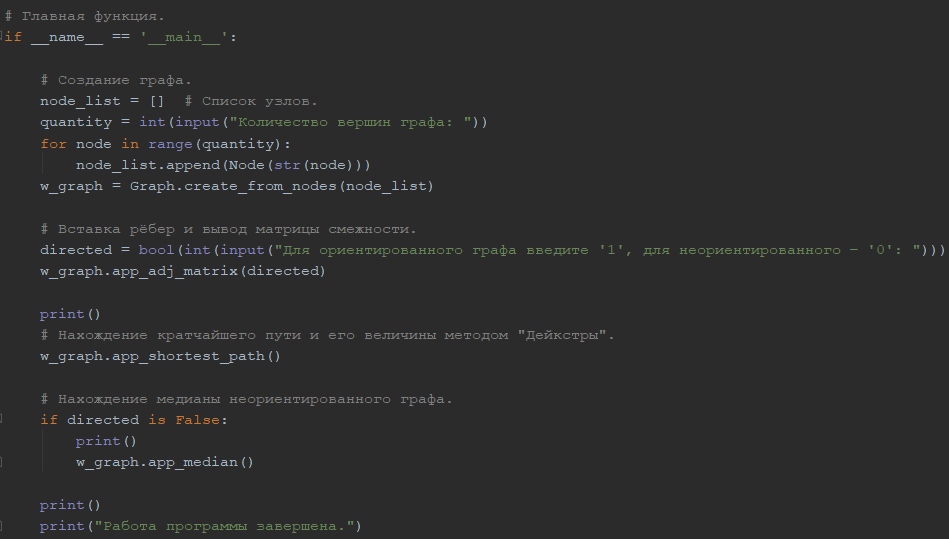 # Главная функция.
if __name__ == '__main__':
# Создание графа.
node_list = []  # Список узлов.
quantity = int(input("Количество вершин графа: "))
for node in range(quantity):
node_list.append(Node(str(node)))
w_graph = Graph.create_from_nodes(node_list)
# Вставка рёбер и вывод матрицы смежности.
directed = bool(int(input("Для ориентированного графа введите '1', для неориентированного – '0': ")))
w_graph.app_adj_matrix(directed)
print()
# Нахождение кратчайшего пути и его величины методом "Дейкстры".
w_graph.app_shortest_path()
# Нахождение медианы неориентированного графа.
if directed is False:
print()
w_graph.app_median()
print()
print("Работа программы завершена.")